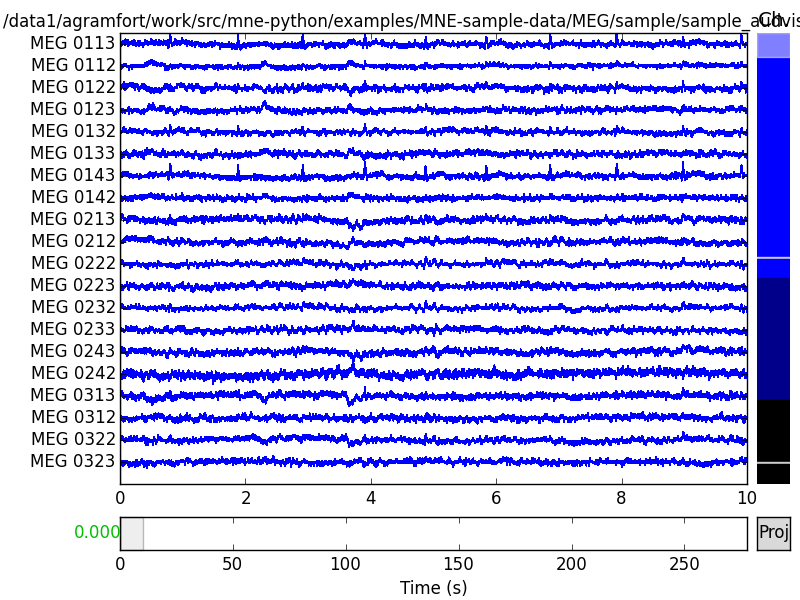 /data1/agramfort/work/src/mne-python/examples/MNE-sample-data/MEG/sample/sample_audvis
Ch.
MEG 0113
MEG 0112
MEG 0122
MEG 0123
MEG 0132
MEG 0133
MEG 0143
MEG 0142
MEG 0213
MEG 0212
MEG 0222
MEG 0223
MEG 0232
MEG 0233
MEG 0243
MEG 0242
MEG 0313
MEG 0312
MEG 0322
MEG 0323
0 2 4 6 8 10
0.000
Proj
0 50 100 150 200 250
Time (s)